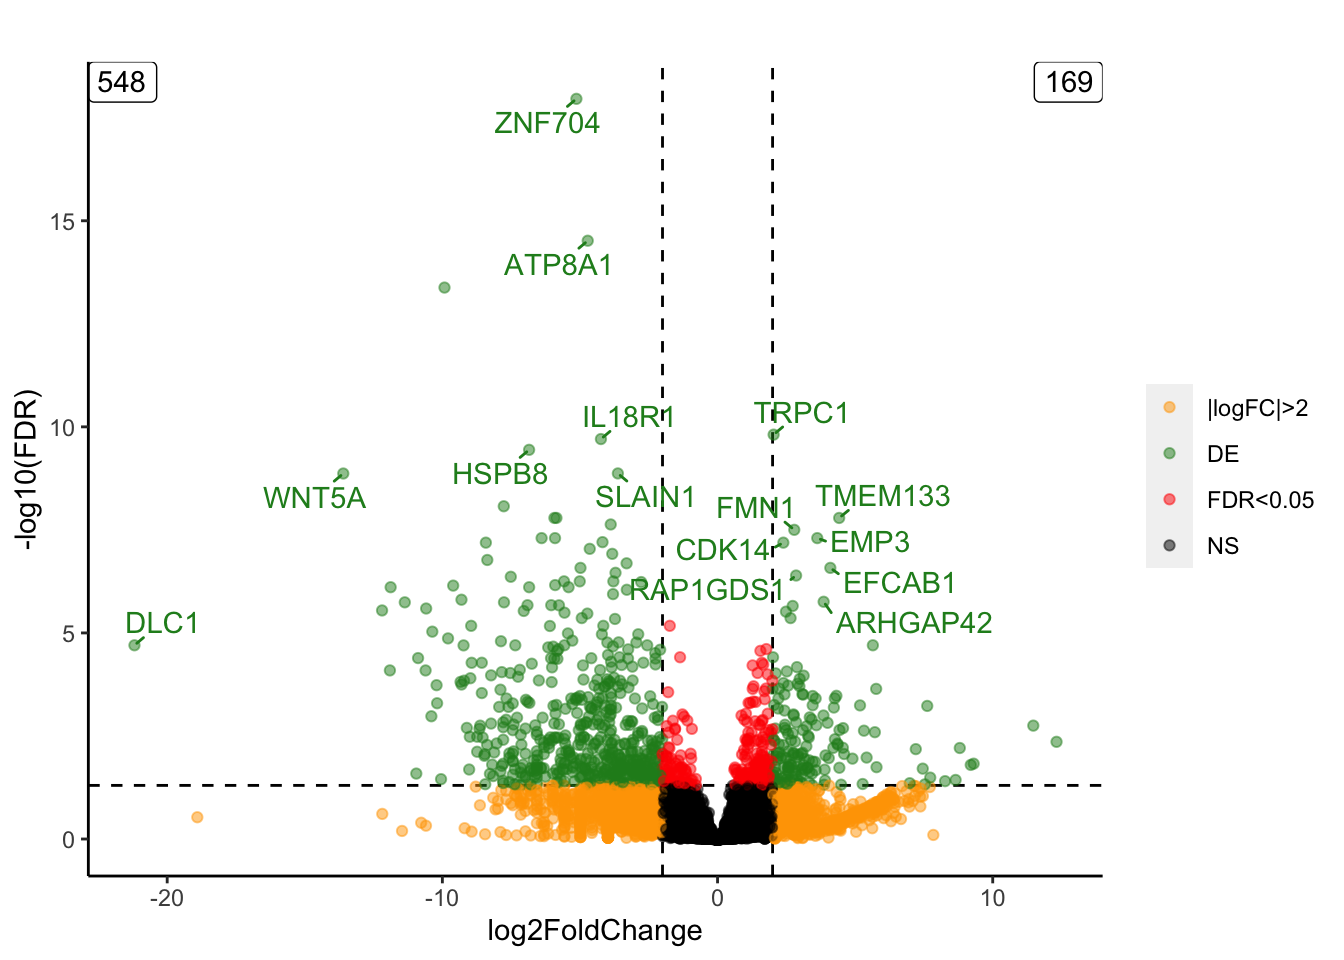 548
169
ZNF704
15
ATP8A1
10
IL18R1
TRPC1
HSPB8
WNT5A
SLAIN1
FMN1
TMEM133
CDK14
EMP3
RAP1GDS1
EFCAB1
DLC1
ARHGAP42
5
0
-20
-10
0
10
log2FoldChange
-log10(FDR)
|logFC|>2
DE
FDR<0.05
NS